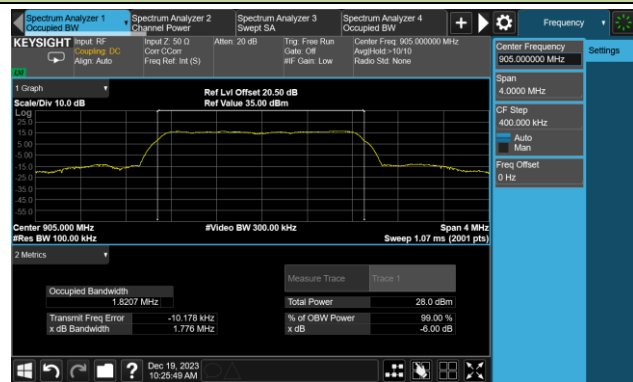 Spectrum Analyzer 1
Occupied BW
Spectrum Analyzer 2
Channel Power
Spectrum Analyzer 3
Swept SA
Spectrum Analyzer 4
Occupied BW
Frequency
KEYSIGHT
Input: RF
Coupling: DC
Align: Auto
Input Z: 50 Ω
Corr CCorr
Freq Ref: Int (S)
Atten: 20 dB
Trig: Free Run
Gate: Off
#IF Gain: Low
Center Freq: 905.000000 MHz
Avg|Hold:>10/10
Radio Std: None
Center Frequency
905.000000 MHz
Settings
Span
4.0000 MHz
CF Step
400.000 kHz
Auto
Man
Freq Offset
0 Hz
1 Graph
Scale/Div 10.0 dB
Ref Lvl Offset 20.50 dB
Ref Value 35.00 dBm
Log
25.0
15.0
5.00
-5.00
-15.0
-25.0
-35.0
-45.0
-55.0
Center 905.000 MHz
#Res BW 100.00 kHz
#Video BW 300.00 kHz
Span 4 MHz
Sweep 1.07 ms (2001 pts)
2 Metrics
Measure Trace
Trace 1
Occupied Bandwidth
1.8207 MHz
Total Power
28.0 dBm
Transmit Freq Error
-10.178 kHz
% of OBW Power
99.00 %
x dB Bandwidth
1.776 MHz
x dB
-6.00 dB
?
Dec 19, 2023
10:25:49 AM